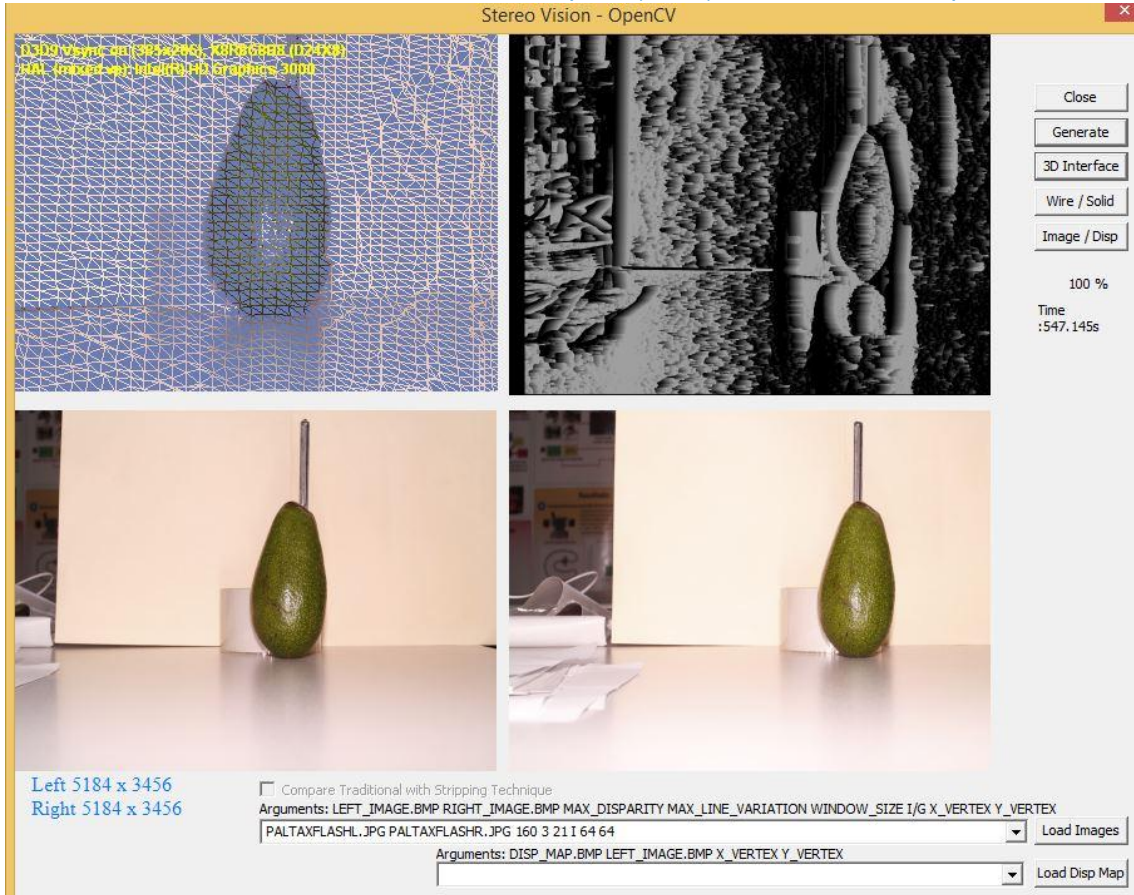 Stereo Vision - OpenCV
D3D9 Vsync on (385x286), X8R8G8B8 (D24X8)
HAL (mixed vp): Intel(R) HD Graphics 3000
Close
Generate
3D Interface
Wire / Solid
Image / Disp
100 %
Time
:547.145s
Left 5184 x 3456
Right 5184 x 3456
Compare Traditional with Stripping Technique
Arguments: LEFT_IMAGE.BMP RIGHT_IMAGE.BMP MAX_DISPARITY MAX_LINE_VARIATION WINDOW_SIZE I/G X_VERTEX Y_VERTEX
PALTAXFLASHL.JPG PALTAXFLASHR.JPG 160 3 21 I 64 64
Load Images
Arguments: DISP_MAP.BMP LEFT_IMAGE.BMP X_VERTEX Y_VERTEX
Load Disp Map